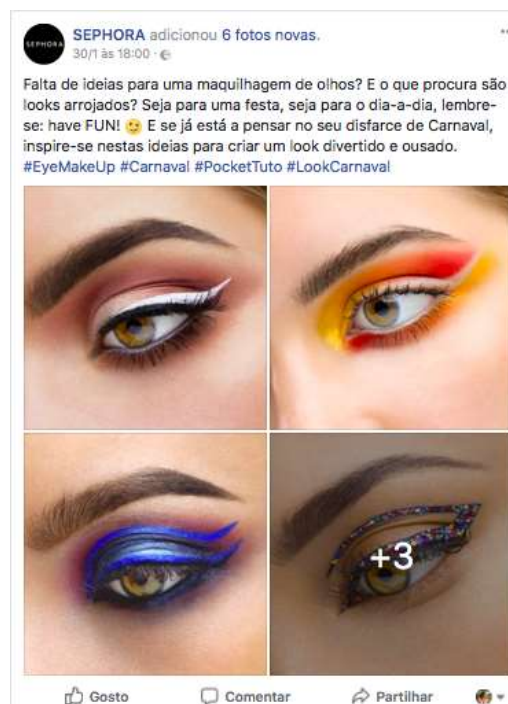 SEPHORA
SEPHORA adicionou 6 fotos novas.
30/1 às 18:00 ·
Falta de ideias para uma maquilhagem de olhos? E o que procura são
looks arrojados? Seja para uma festa, seja para o dia-a-dia, lembre-
se: have FUN! 😉 E se já está a pensar no seu disfarce de Carnaval,
inspire-se nestas ideias para criar um look divertido e ousado.
#EyeMakeUp #Carnaval #PocketTuto #LookCarnaval
+3
Gosto Comentar Partilhar